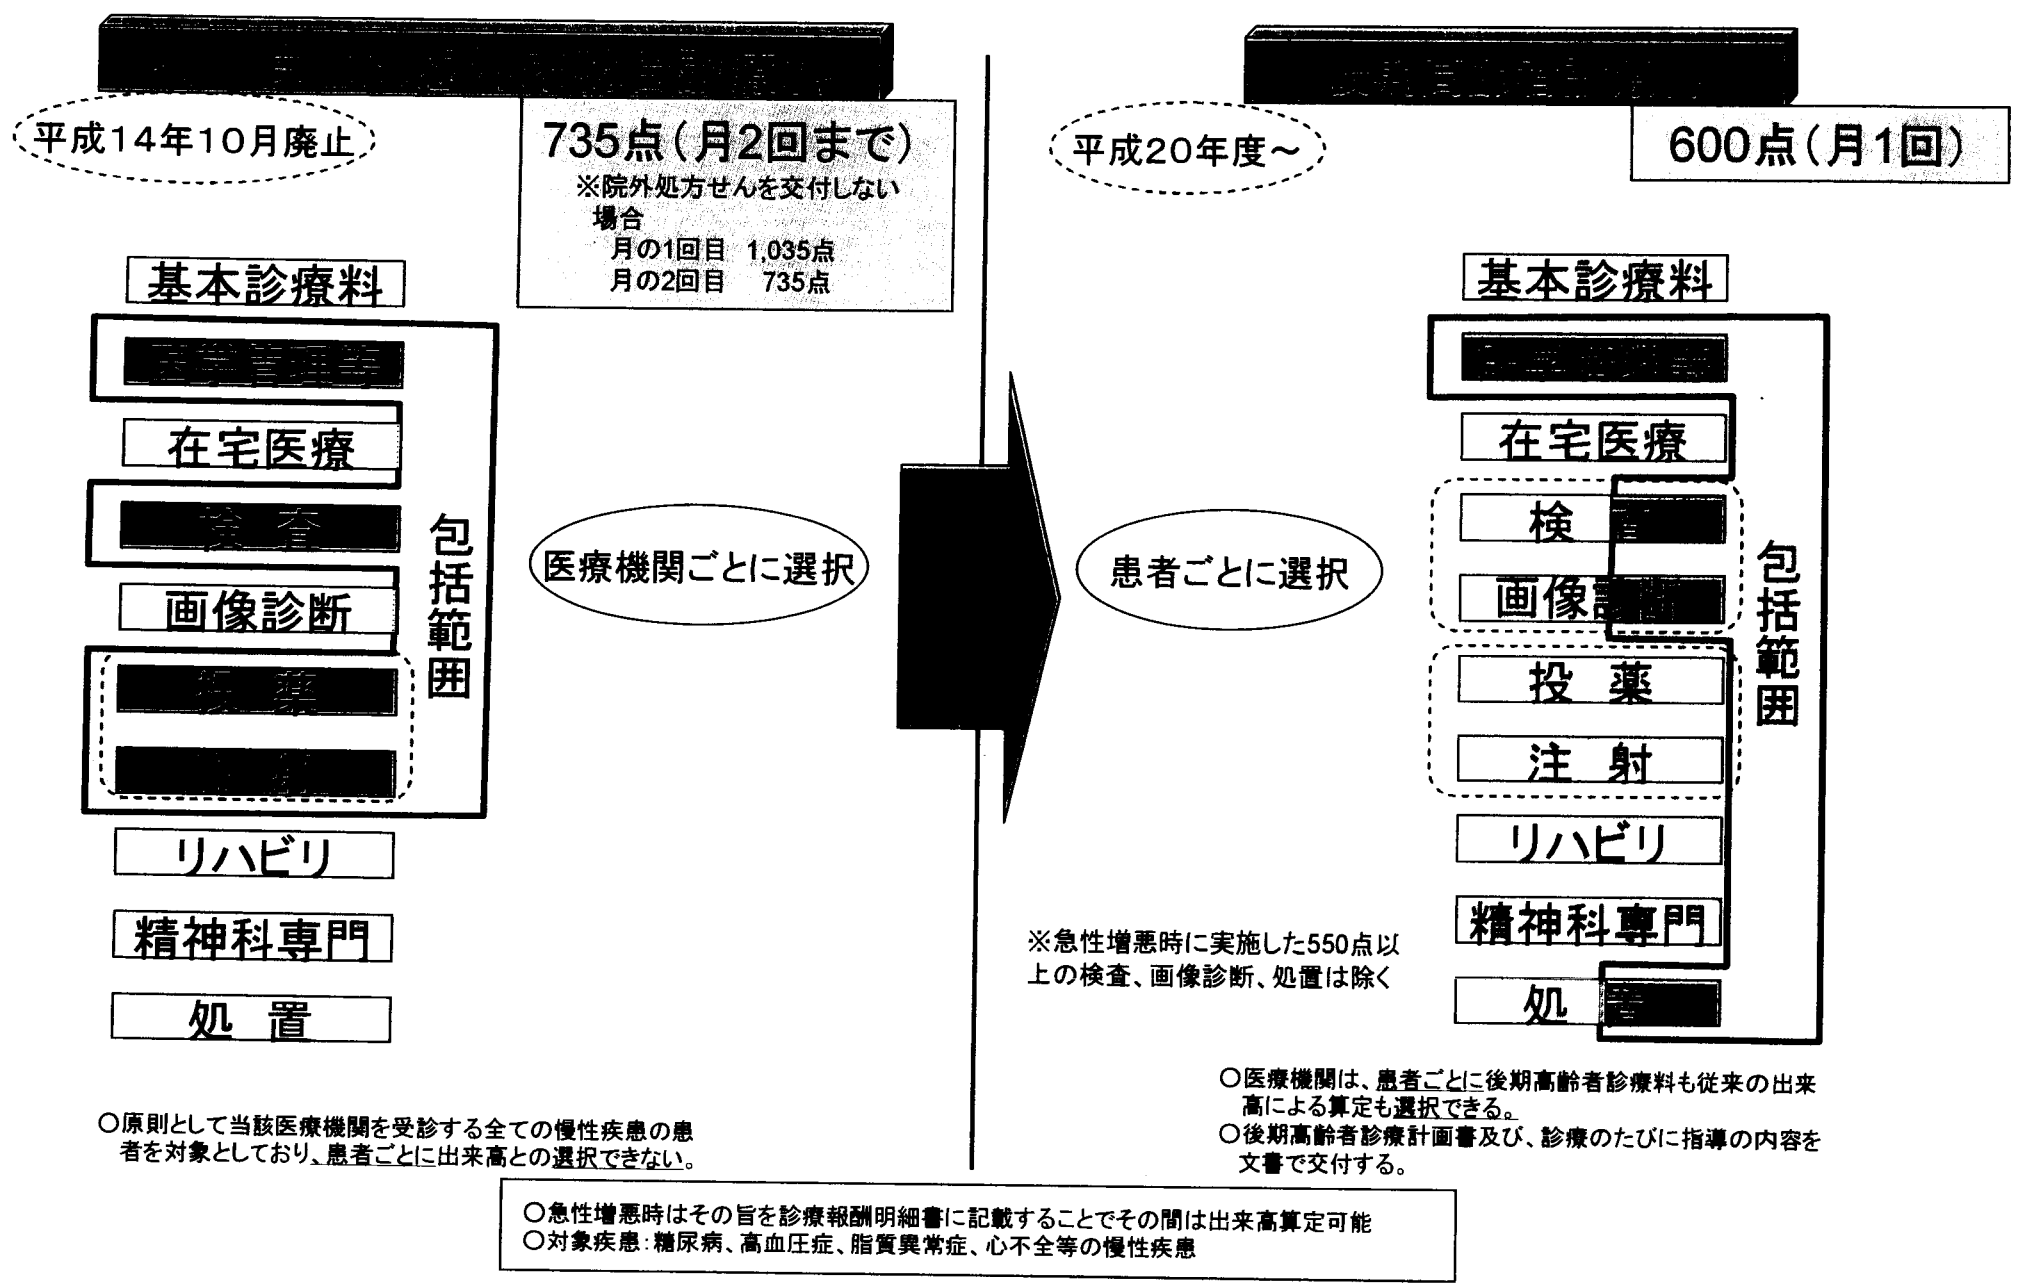 平成14年10月廃止
735点(月2回まで)
※院外処方せんを交付しない
場合
月の1回目 1,035点
月の2回目 735点
基本診療料
医学管理等
在宅医療
検 査
画像診断
投 薬
リハビリ
精神科専門
処 置
包括範囲
医療機関ごとに選択
○原則として当該医療機関を受診する全ての慢性疾患の患
者を対象としており、患者ごとに出来高との選択できない。
平成20年度～
600点(月1回)
基本診療料
在宅医療
検 査
画像診断
投 薬
注 射
リハビリ
精神科専門
処 置
包括範囲
患者ごとに選択
※急性増悪時に実施した550点以
上の検査、画像診断、処置は除く
○医療機関は、患者ごとに後期高齢者診療料も従来の出来
高による算定も選択できる。
○後期高齢者診療計画書及び、診療のたびに指導の内容を
文書で交付する。
○急性増悪時はその旨を診療報酬明細書に記載することでその間は出来高算定可能
○対象疾患:糖尿病、高血圧症、脂質異常症、心不全等の慢性疾患